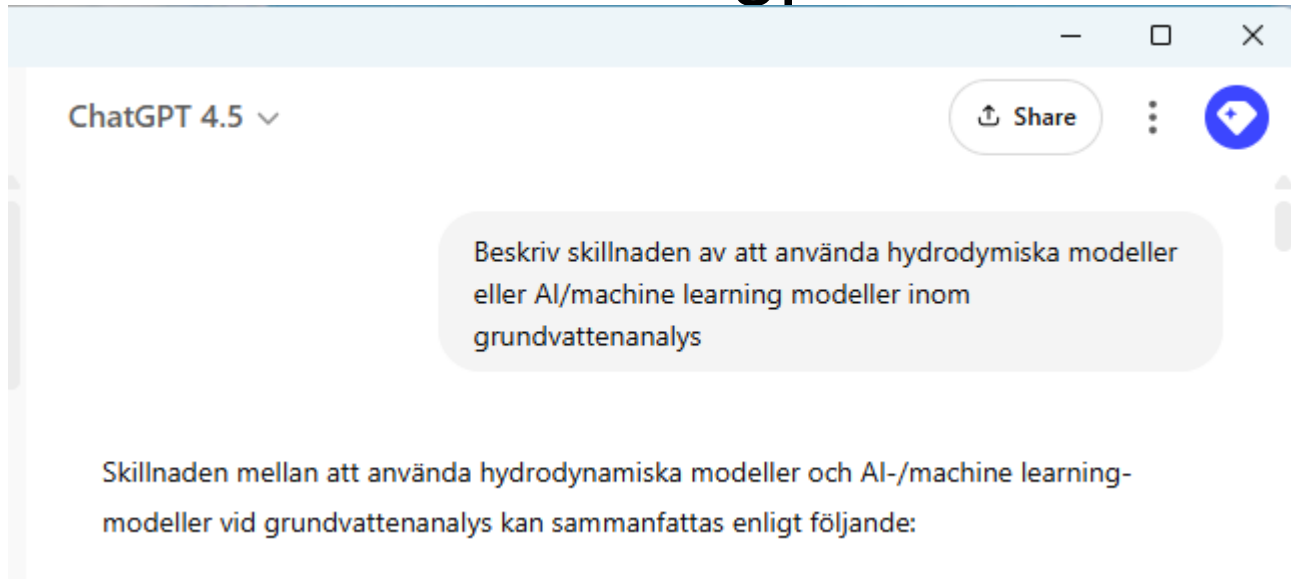 ChatGPT 4.5
Share
Beskriv skillnaden av att använda hydrodymiska modeller
eller AI/machine learning modeller inom
grundvattenanalys
Skillnaden mellan att använda hydrodynamiska modeller och AI-/machine learning-
modeller vid grundvattenanalys kan sammanfattas enligt följande: